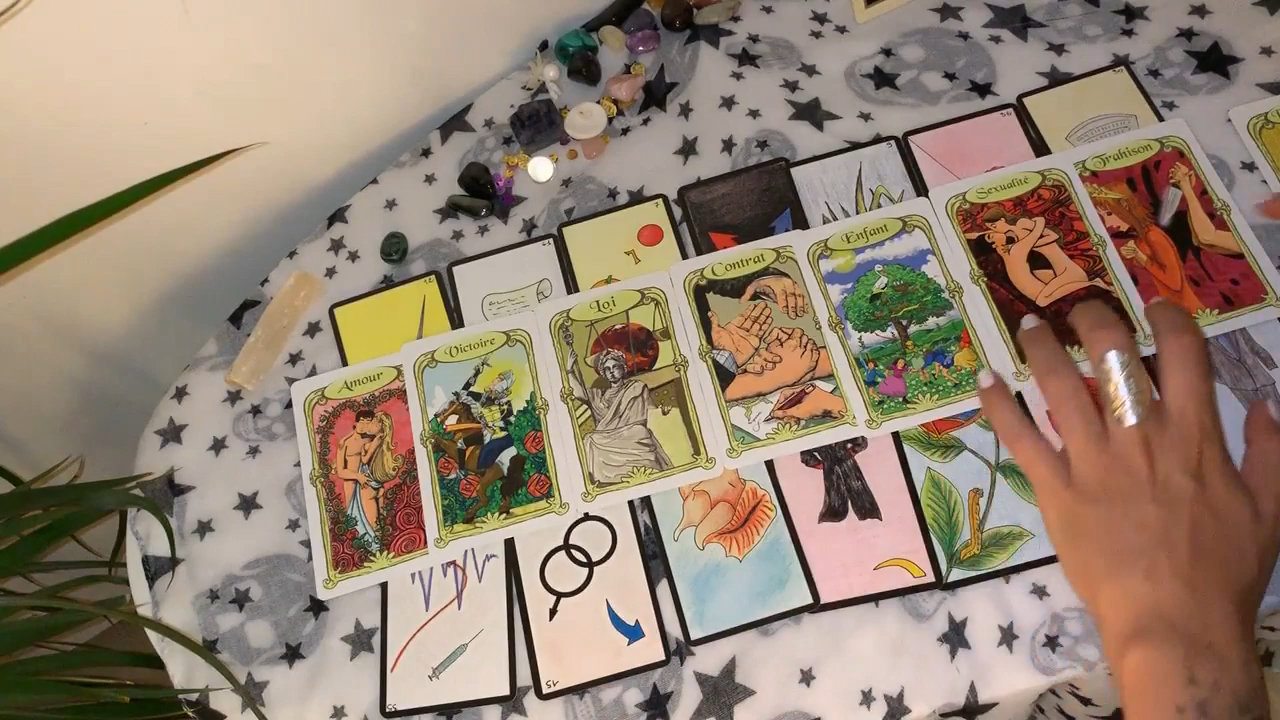 Amour
Victoire
Loi
Contrat
Enfant
Sexualité
Trahison